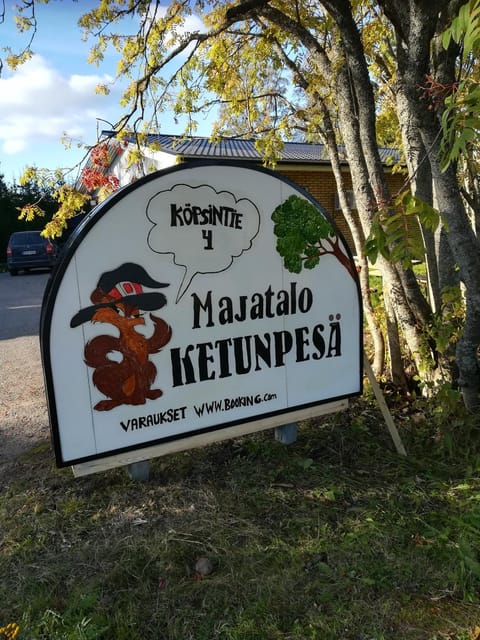 KÖPSINTIE
4
Majatalo
KETUNPESÄ
VARAUKSET WWW.BOOKING.com